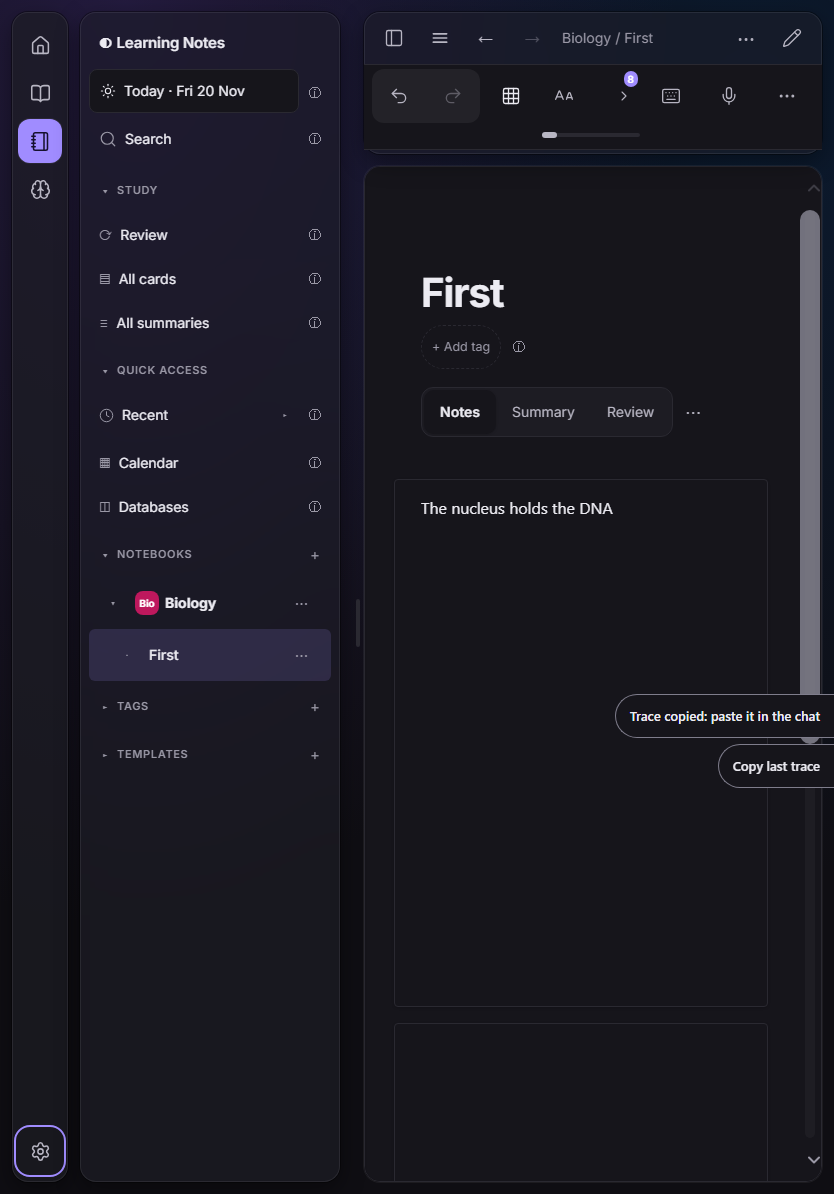 Learning Notes
Today · Fri 20 Nov
Search
STUDY
Review
All cards
All summaries
QUICK ACCESS
Recent
Calendar
Databases
NOTEBOOKS
+
Bio Biology
...
First
...
TAGS
+
TEMPLATES
+
← → Biology / First
...
AA
8
...
First
+ Add tag
Notes Summary Review ...
The nucleus holds the DNA
Trace copied: paste it in the chat
Copy last trace